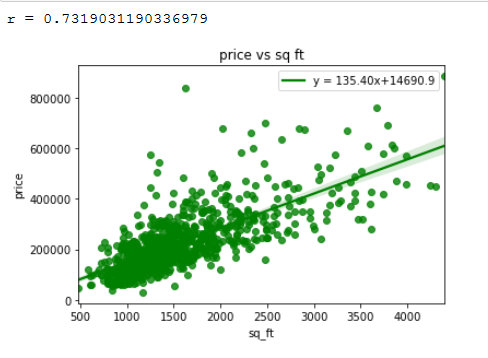 r = 0.7319031190336979
price vs sq ft
y = 135.40x+14690.9
800000
600000
400000
200000
0
price
500 1000 1500 2000 2500 3000 3500 4000
sq_ft